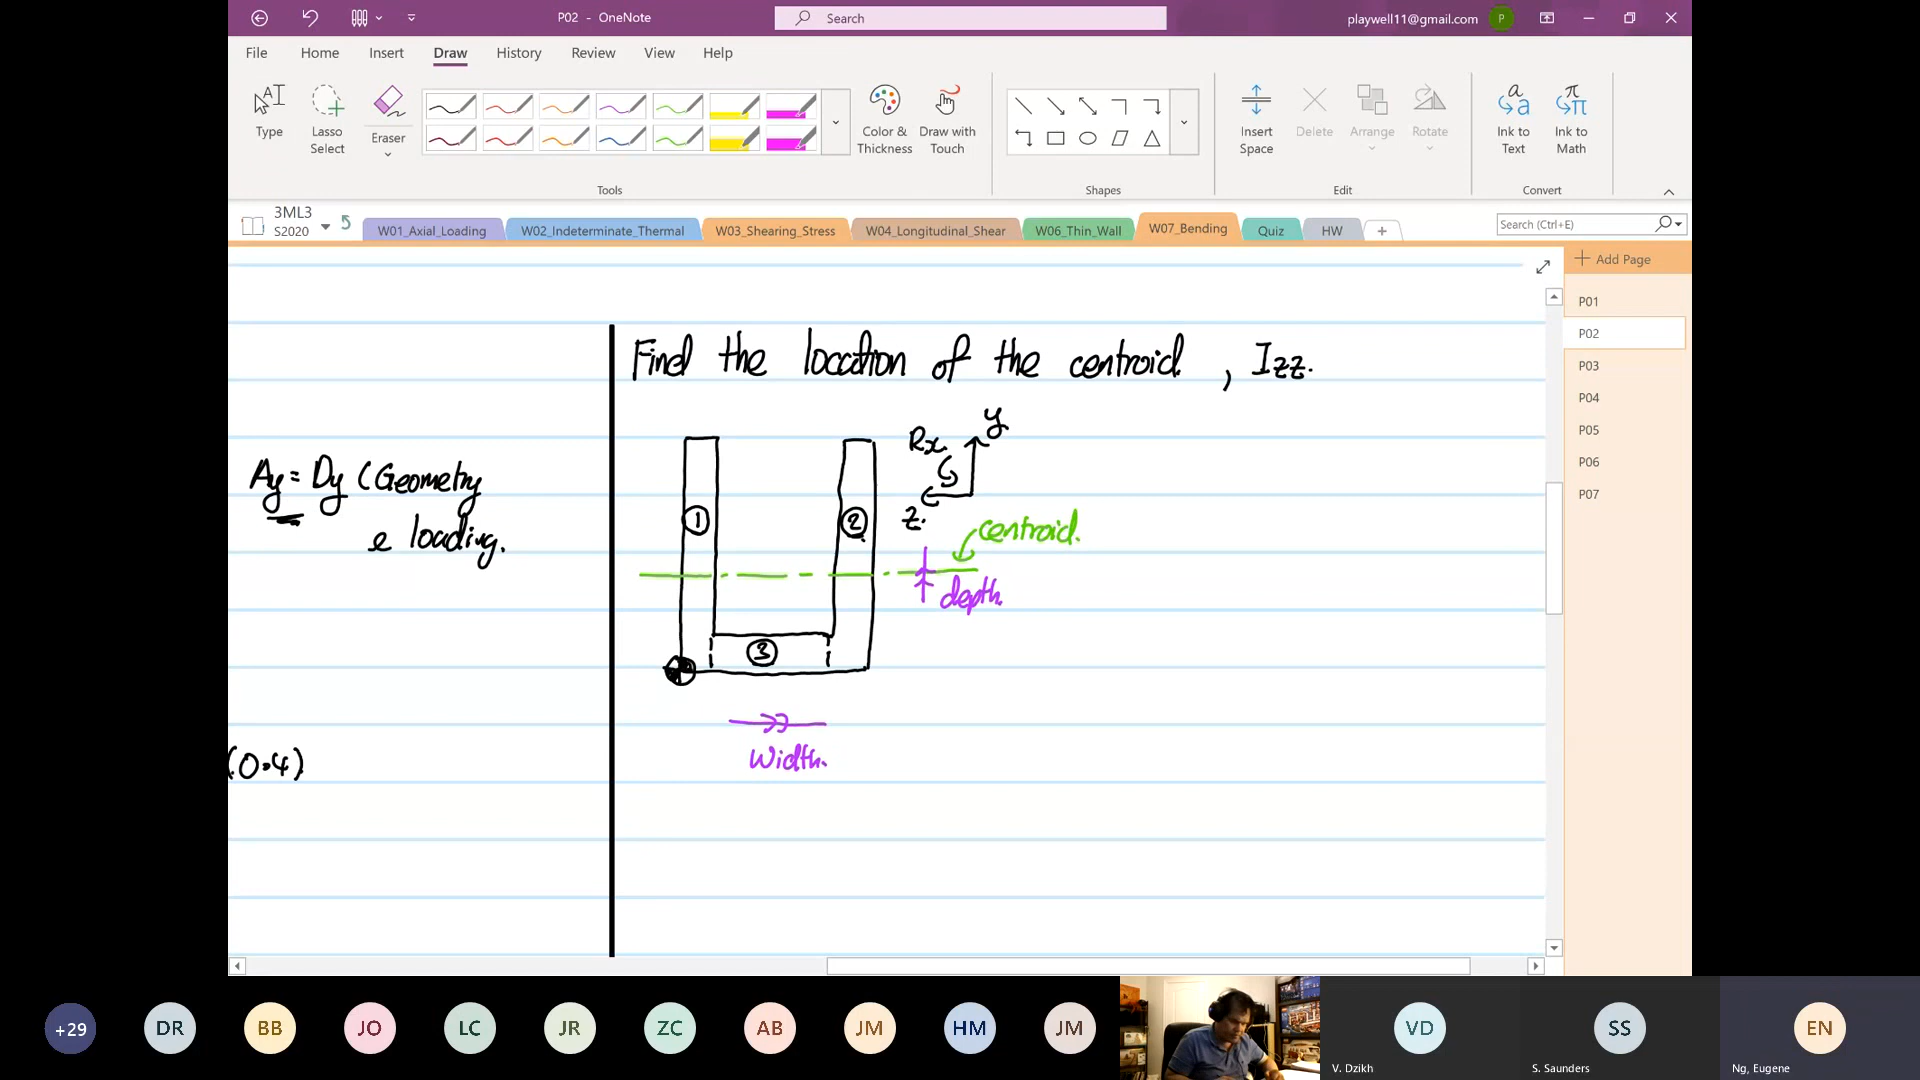 P02 - OneNote
Search
playwell11@gmail.com
P
File
Home
Insert
Draw
History
Review
View
Help
Type
Lasso
Select
Eraser
Color &
Thickness
Draw with
Touch
Insert
Space
Delete
Arrange
Rotate
Ink to
Text
Ink to
Math
Tools
Shapes
Edit
Convert
3ML3
S2020
W01_Axial_Loading
W02_Indeterminate_Thermal
W03_Shearing_Stress
W04_Longitudinal_Shear
W06_Thin_Wall
W07_Bending
Quiz
HW
Search (Ctrl+E)
Add Page
P01
P02
P03
P04
P05
P06
P07
Find the location of the centroid, Izz.
Ay = Dy (Geometry
e loading.
(0.4)
y
Rx
z.
1
2
3
centroid.
depth.
Width.
+29
DR
BB
JO
LC
JR
ZC
AB
JM
HM
JM
VD
SS
EN
V. Dzikh
S. Saunders
Ng, Eugene